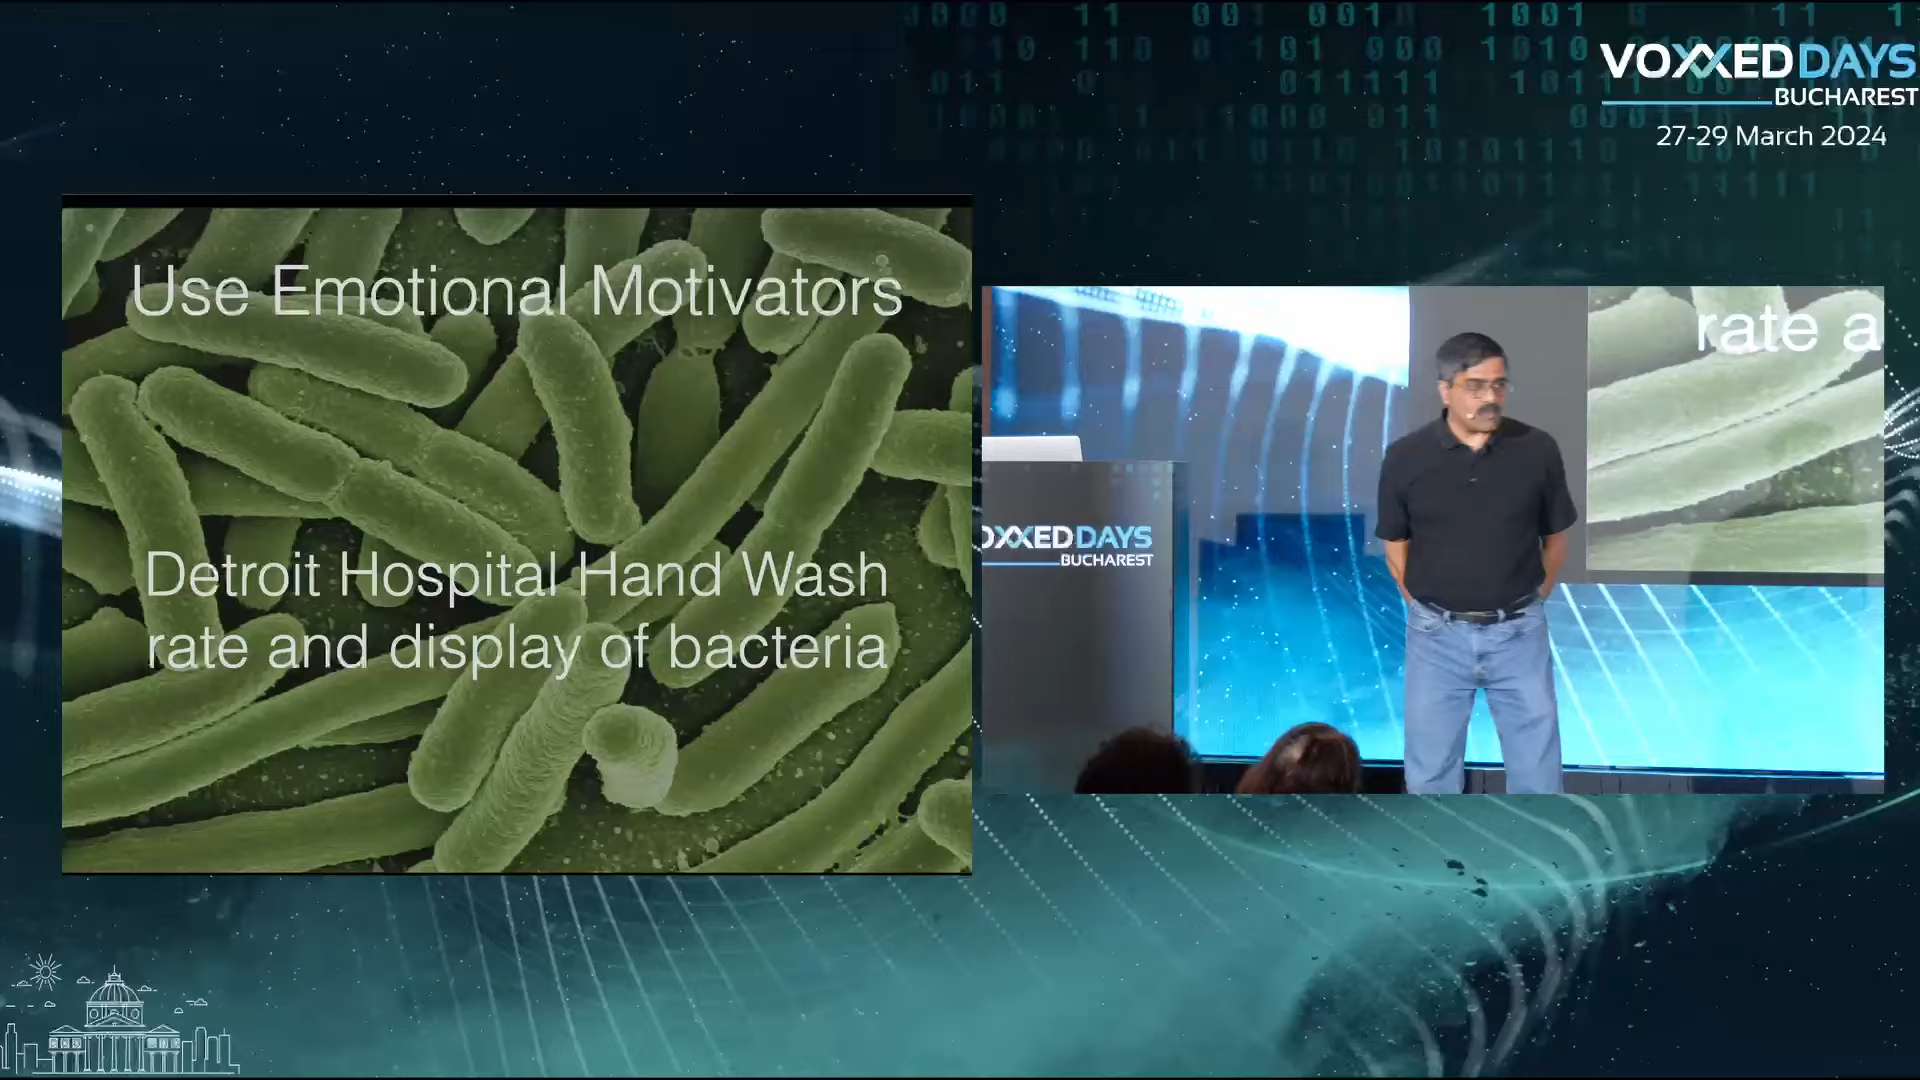 VOXXEDDAYS
BUCHAREST
27-29 March 2024
Use Emotional Motivators
Detroit Hospital Hand Wash
rate and display of bacteria
rate a
OXXEDDAYS
BUCHAREST